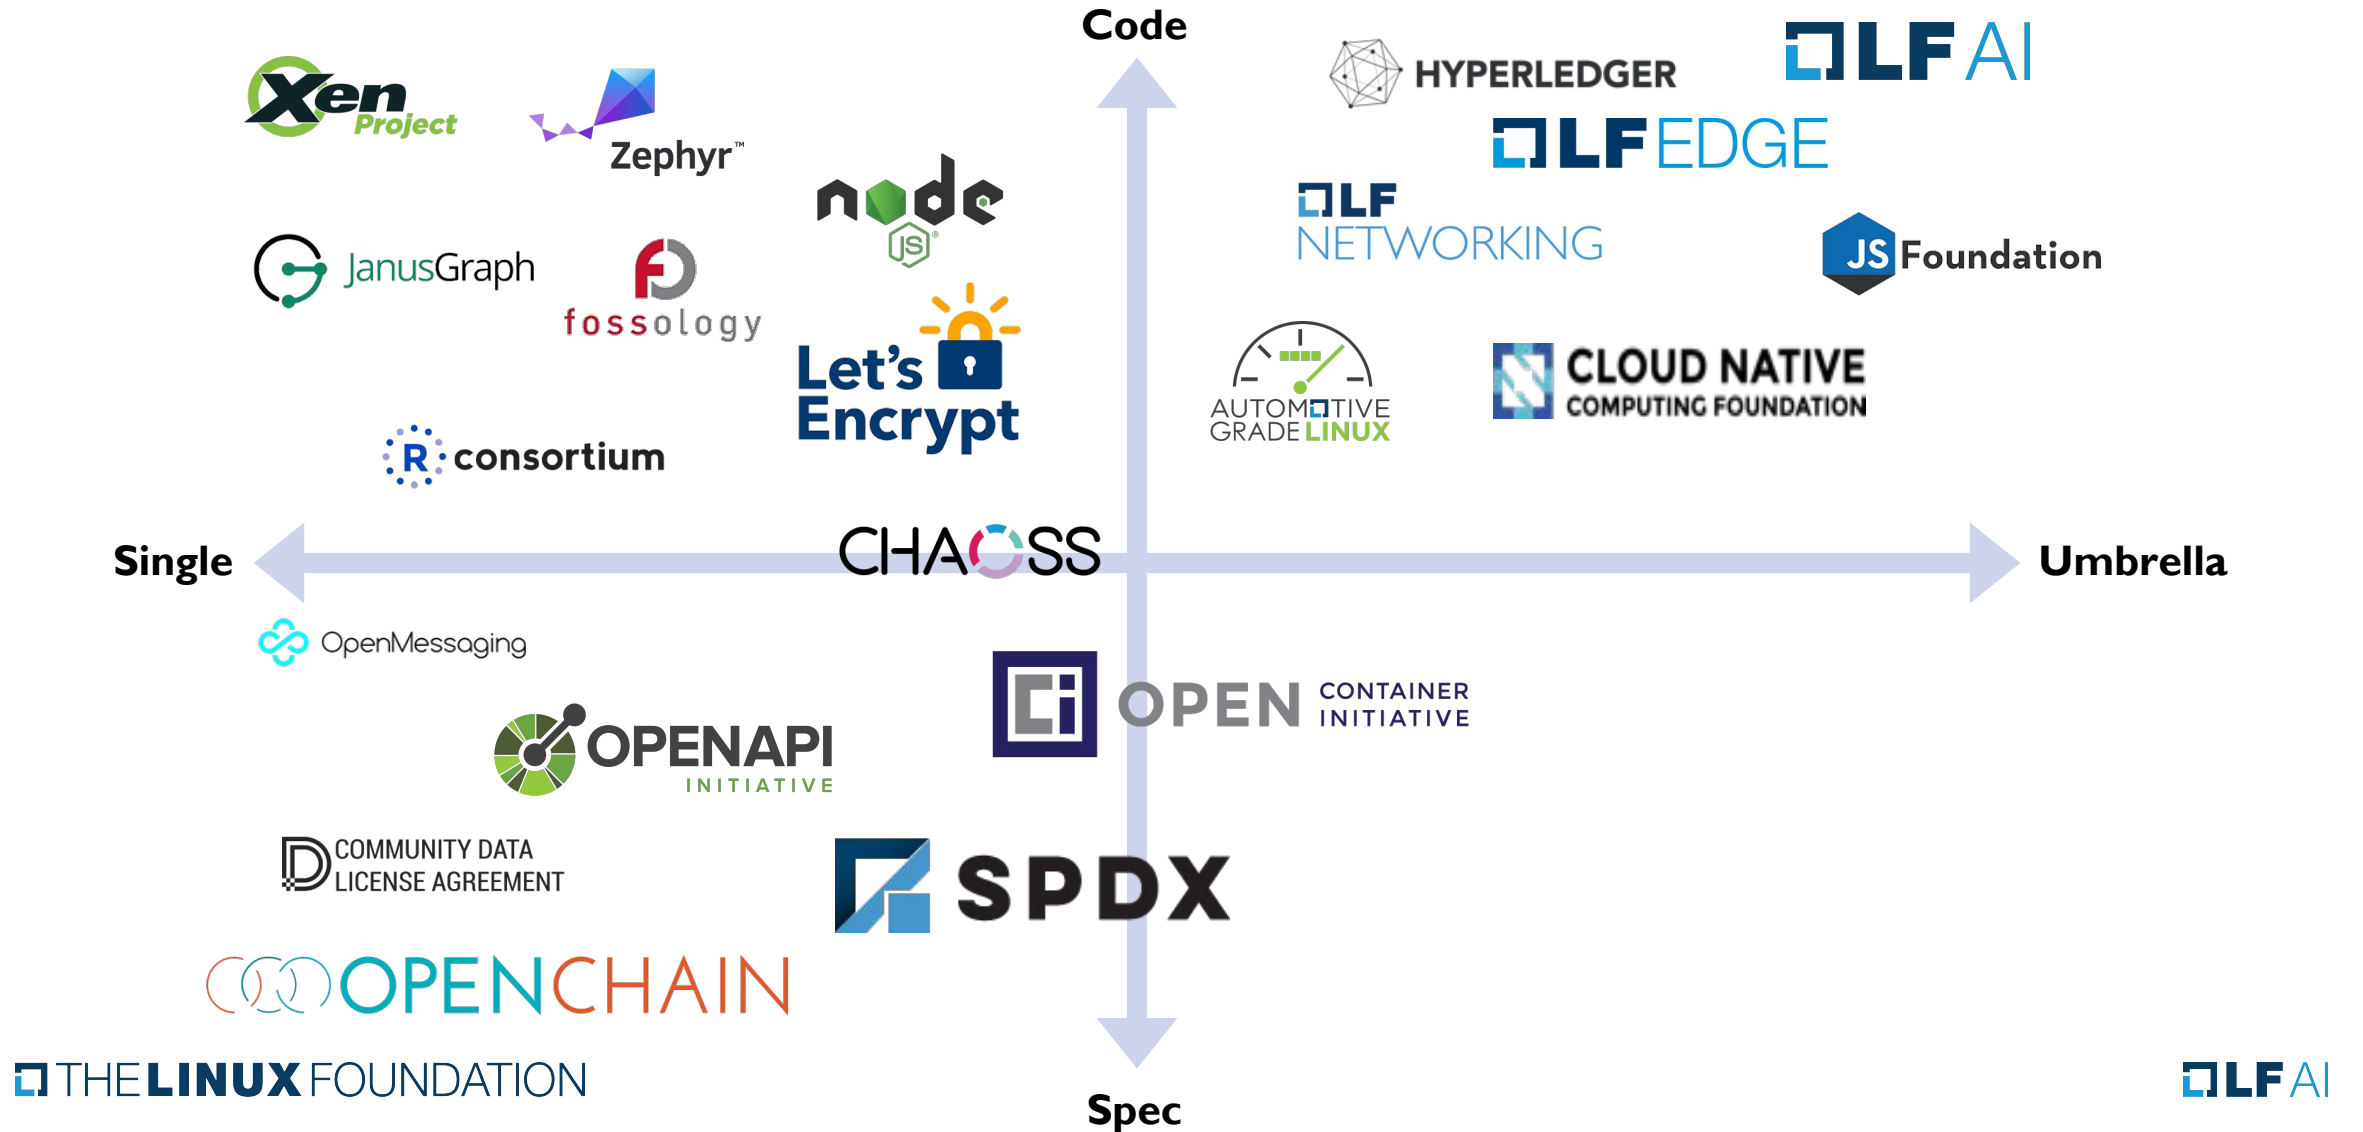 Code
Xen
Project
Zephyr™
node
JS®
HYPERLEDGER
LF AI
LF EDGE
LF
NETWORKING
JS Foundation
JanusGraph
fossology
Let's
Encrypt
AUTOMOTIVE
GRADE LINUX
CLOUD NATIVE
COMPUTING FOUNDATION
R consortium
Single
CHAOSS
Umbrella
OpenMessaging
Ci OPEN CONTAINER
INITIATIVE
OPENAPI
INITIATIVE
COMMUNITY DATA
LICENSE AGREEMENT
SPDX
OPENCHAIN
THE LINUX FOUNDATION
LF AI
Spec